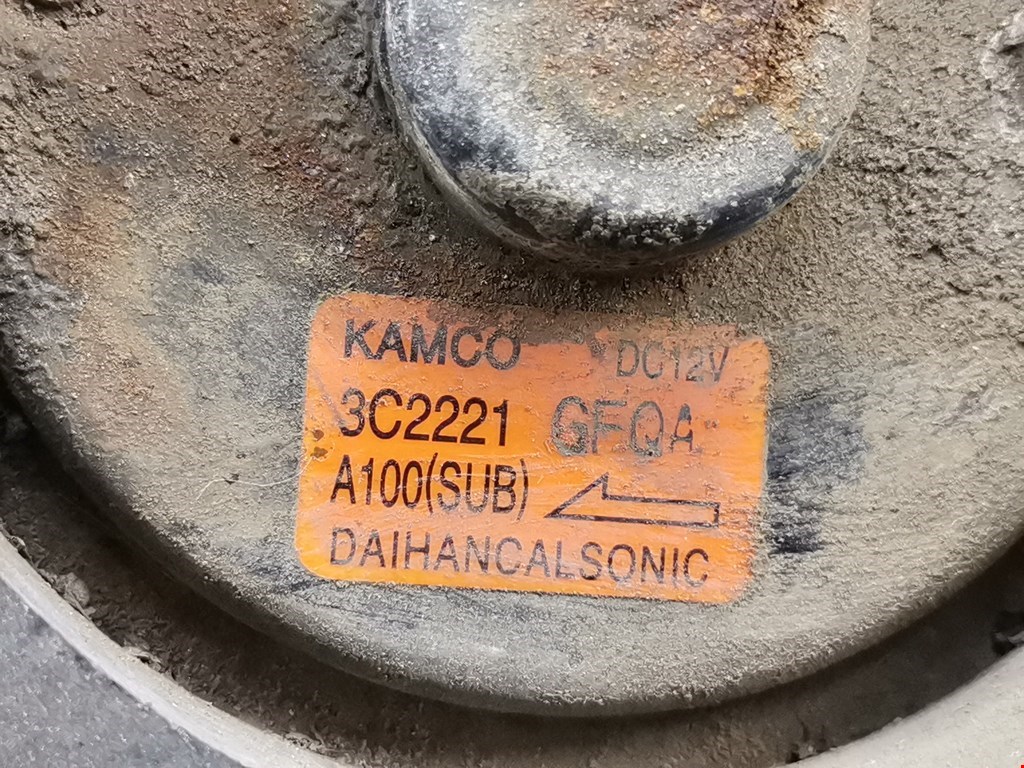 KAMCO DC12V
3C2221 GFQA
A100(SUB)
DAIHANCALSONIC